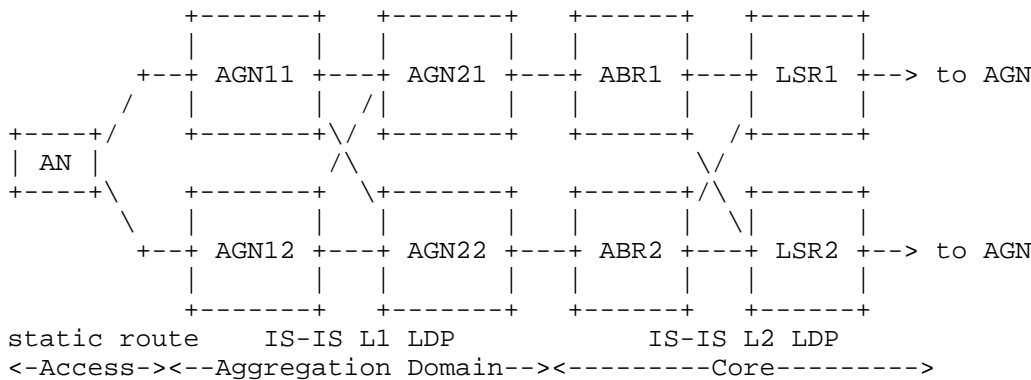 AGN11 AGN21 ABR1 LSR1 --> to AGN
AN
AGN12 AGN22 ABR2 LSR2 --> to AGN
static route IS-IS L1 LDP IS-IS L2 LDP
<-Access-><--Aggregation Domain--><---------Core--------->